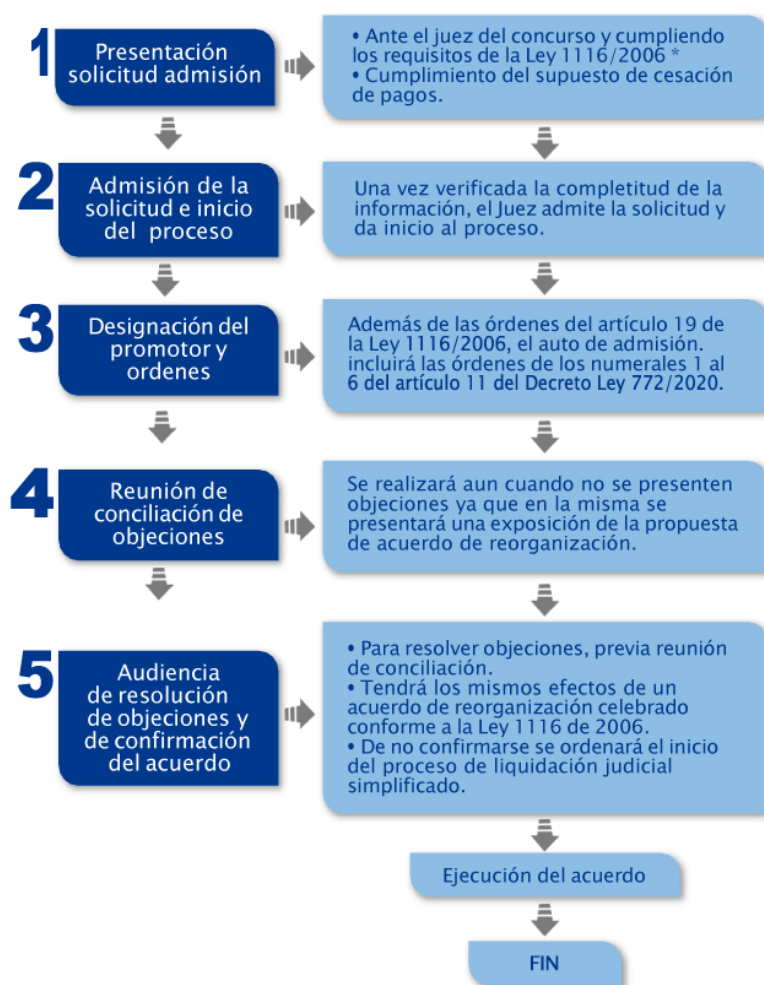 1
Presentación
solicitud admisión
• Ante el juez del concurso y cumpliendo
los requisitos de la Ley 1116/2006 *
• Cumplimiento del supuesto de cesación
de pagos.
2
Admisión de la
solicitud e inicio
del proceso
Una vez verificada la completitud de la
información, el Juez admite la solicitud y
da inicio al proceso.
3
Designación del
promotor y
ordenes
Además de las órdenes del artículo 19 de
la Ley 1116/2006, el auto de admisión.
incluirá las órdenes de los numerales 1 al
6 del artículo 11 del Decreto Ley 772/2020.
4
Reunión de
conciliación de
objeciones
Se realizará aun cuando no se presenten
objeciones ya que en la misma se
presentará una exposición de la propuesta
de acuerdo de reorganización.
5
Audiencia
de resolución
de objeciones y
de confirmación
del acuerdo
• Para resolver objeciones, previa reunión
de conciliación.
• Tendrá los mismos efectos de un
acuerdo de reorganización celebrado
conforme a la Ley 1116 de 2006.
• De no confirmarse se ordenará el inicio
del proceso de liquidación judicial
simplificado.
Ejecución del acuerdo
FIN